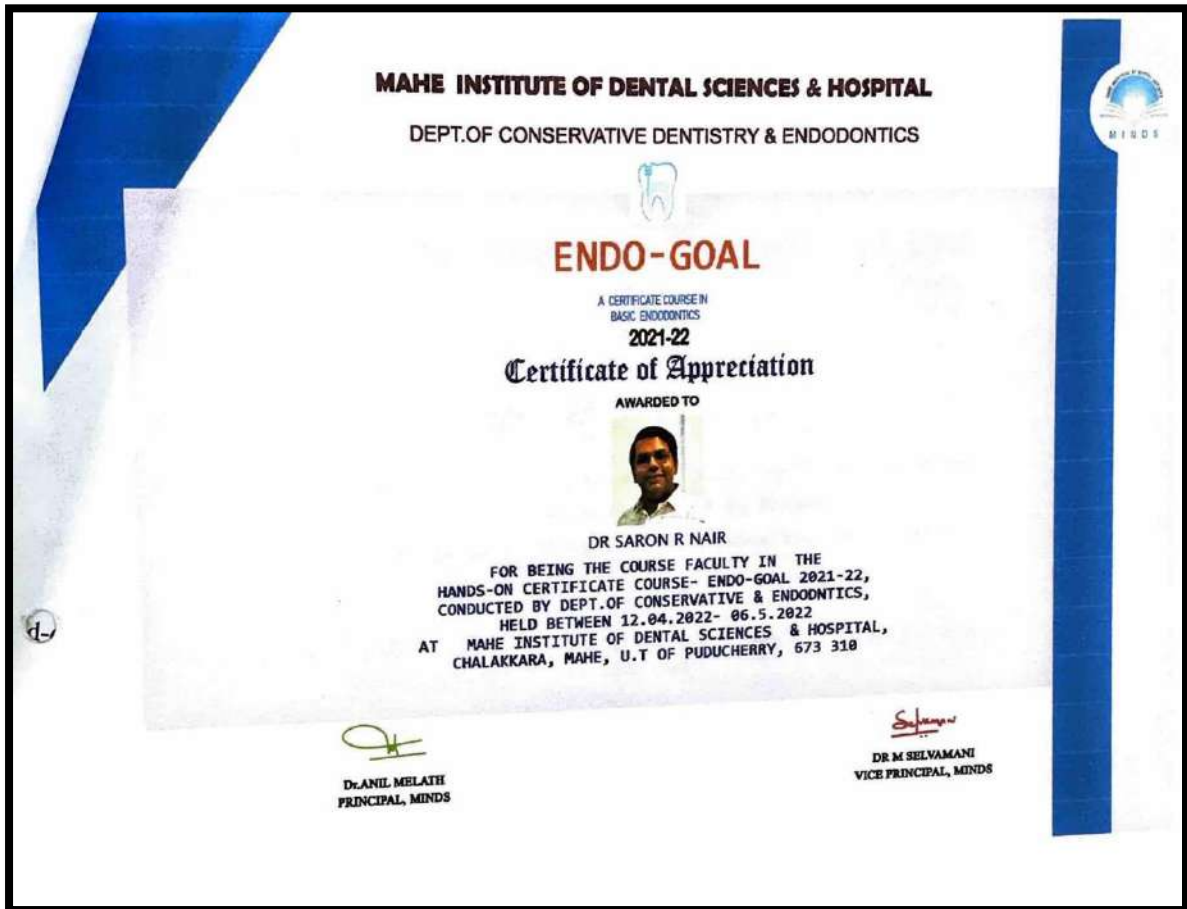 MAHE INSTITUTE OF DENTAL SCIENCES & HOSPITAL
DEPT.OF CONSERVATIVE DENTISTRY & ENDODONTICS
MINDS
ENDO-GOAL
A CERTIFICATE COURSE IN
BASIC ENDODONTICS
2021-22
Certificate of Appreciation
AWARDED TO
DR SARON R NAIR
FOR BEING THE COURSE FACULTY IN THE
HANDS-ON CERTIFICATE COURSE- ENDO-GOAL 2021-22,
CONDUCTED BY DEPT.OF CONSERVATIVE & ENDODNTICS,
HELD BETWEEN 12.04.2022- 06.5.2022
AT MAHE INSTITUTE OF DENTAL SCIENCES & HOSPITAL,
CHALAKKARA, MAHE, U.T OF PUDUCHERRY, 673 310
Dr.ANIL MELATH
PRINCIPAL, MINDS
Selvamani
DR M SELVAMANI
VICE PRINCIPAL, MINDS